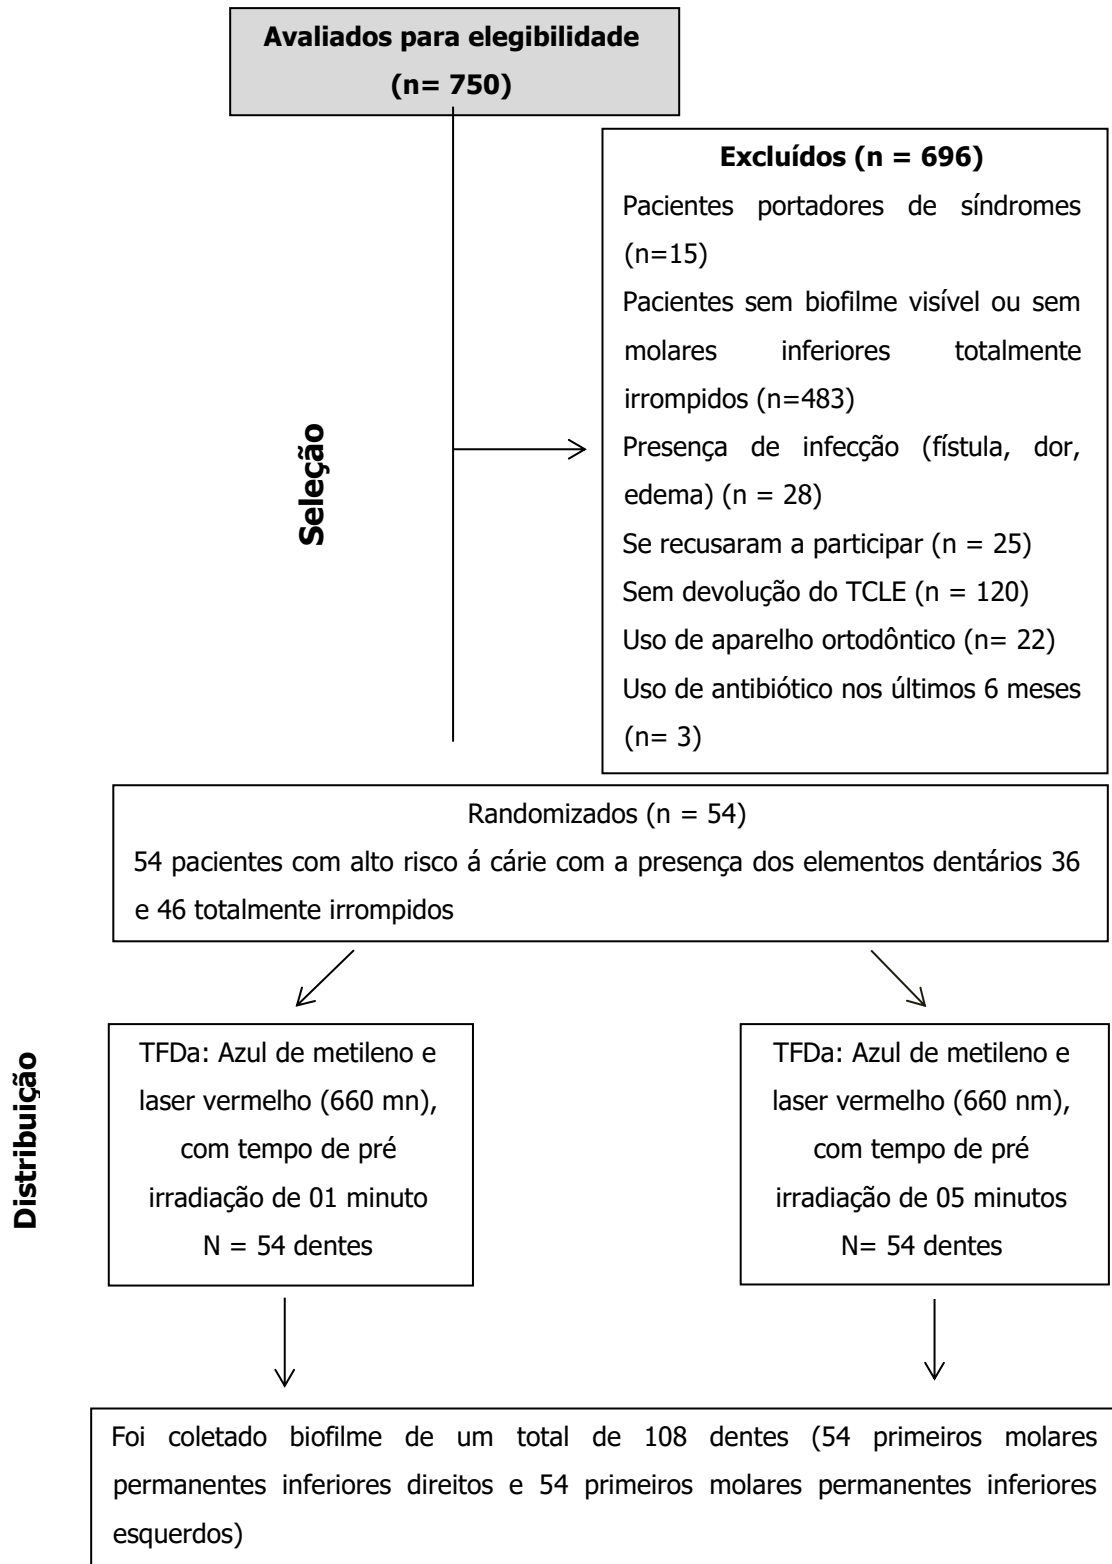 Avaliados para elegibilidade
(n= 750)
Excluídos (n = 696)
Pacientes portadores de síndromes
(n=15)
Pacientes sem biofilme visível ou sem
molares inferiores totalmente
irrompidos (n=483)
Presença de infecção (fístula, dor,
edema) (n = 28)
Se recusaram a participar (n = 25)
Sem devolução do TCLE (n = 120)
Uso de aparelho ortodôntico (n= 22)
Uso de antibiótico nos últimos 6 meses
(n= 3)
Seleção
Randomizados (n = 54)
54 pacientes com alto risco á cárie com a presença dos elementos dentários 36
e 46 totalmente irrompidos
Distribuição
TFDa: Azul de metileno e
laser vermelho (660 mn),
com tempo de pré
irradiação de 01 minuto
N = 54 dentes
TFDa: Azul de metileno e
laser vermelho (660 nm),
com tempo de pré
irradiação de 05 minutos
N= 54 dentes
Foi coletado biofilme de um total de 108 dentes (54 primeiros molares
permanentes inferiores direitos e 54 primeiros molares permanentes inferiores
esquerdos)